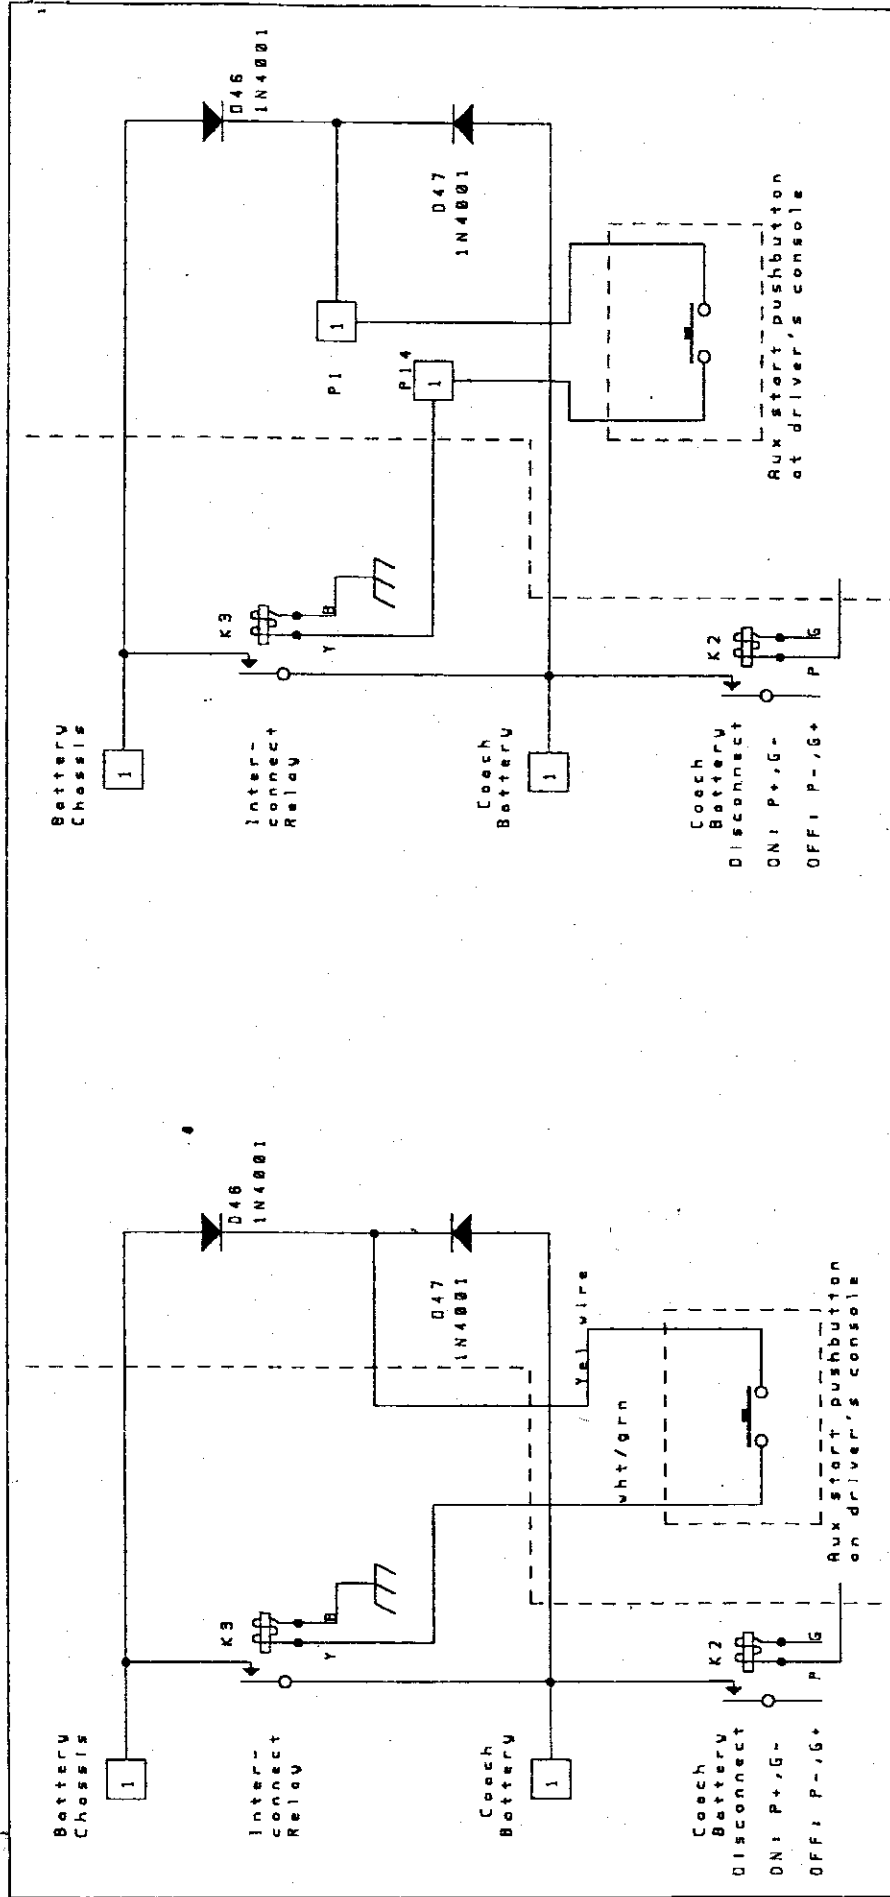 Battery
Chassis
1
Inter-
connect
Relay
K3
Y
B
Coach
Battery
1
Coach
Battery
Disconnect
ON: P+,G-
OFF: P-,G+
K2
P
G
D46
1N4001
D47
1N4001
Yel wire
wht/grn
Aux start pushbutton
on driver's console
Battery
Chassis
1
Inter-
connect
Relay
K3
Y
B
Coach
Battery
1
Coach
Battery
Disconnect
ON: P+,G-
OFF: P-,G+
K2
P
G
D46
1N4001
D47
1N4001
P1
1
P14
1
Aux start pushbutton
at driver's console